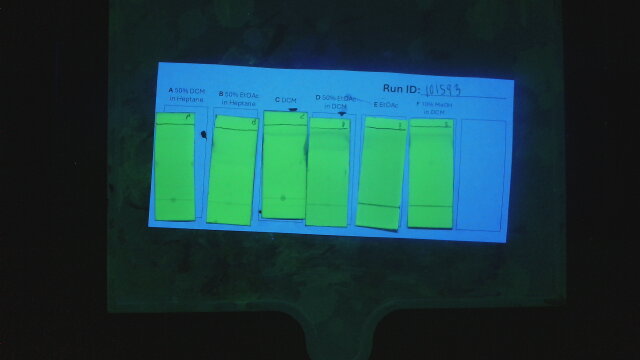 Run ID: 101593
A 50% DCM
in Heptane
B 50% EtOAc
in Heptane
C DCM
D 50% EtOAc
in DCM
E EtOAc
F 10% MeOH
in DCM